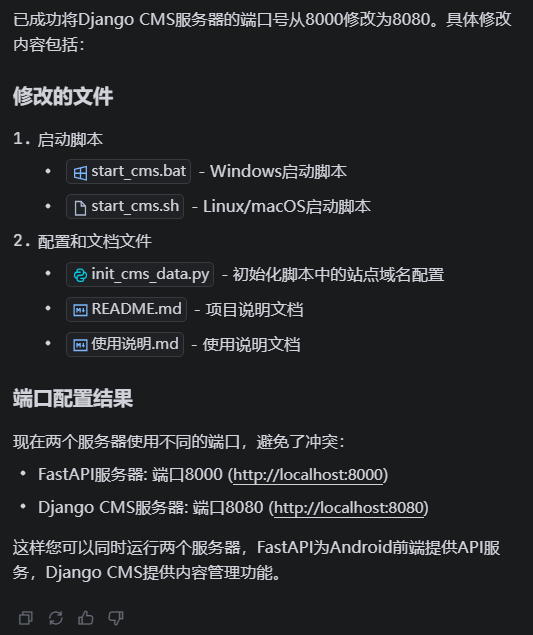 已成功将Django CMS服务器的端口号从8000修改为8080。具体修改
内容包括：
修改的文件
1. 启动脚本
• start_cms.bat - Windows启动脚本
• start_cms.sh - Linux/macOS启动脚本
2. 配置和文档文件
• init_cms_data.py - 初始化脚本中的站点域名配置
• README.md - 项目说明文档
• 使用说明.md - 使用说明文档
端口配置结果
现在两个服务器使用不同的端口，避免了冲突：
• FastAPI服务器: 端口8000 (http://localhost:8000)
• Django CMS服务器: 端口8080 (http://localhost:8080)
这样您可以同时运行两个服务器，FastAPI为Android前端提供API服
务，Django CMS提供内容管理功能。